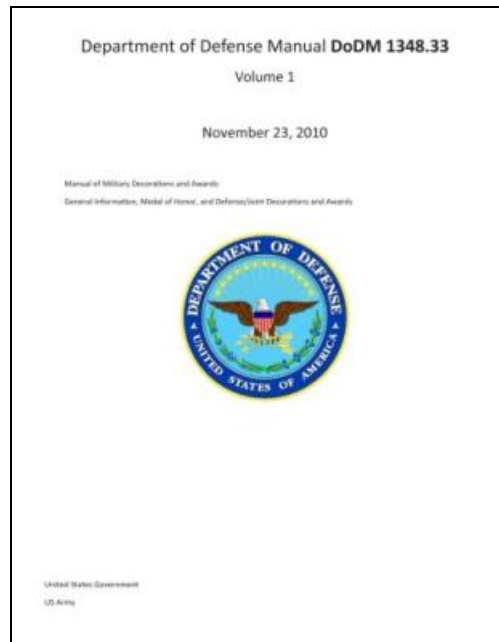 Department of Defense Manual DoDM 1348.33
Volume 1
November 23, 2010
Manual of Military Decorations and Awards:
General Information, Medal of Honor, and Defense/Joint Decorations and Awards
DEPARTMENT OF DEFENSE
UNITED STATES OF AMERICA
United States Government
US Army